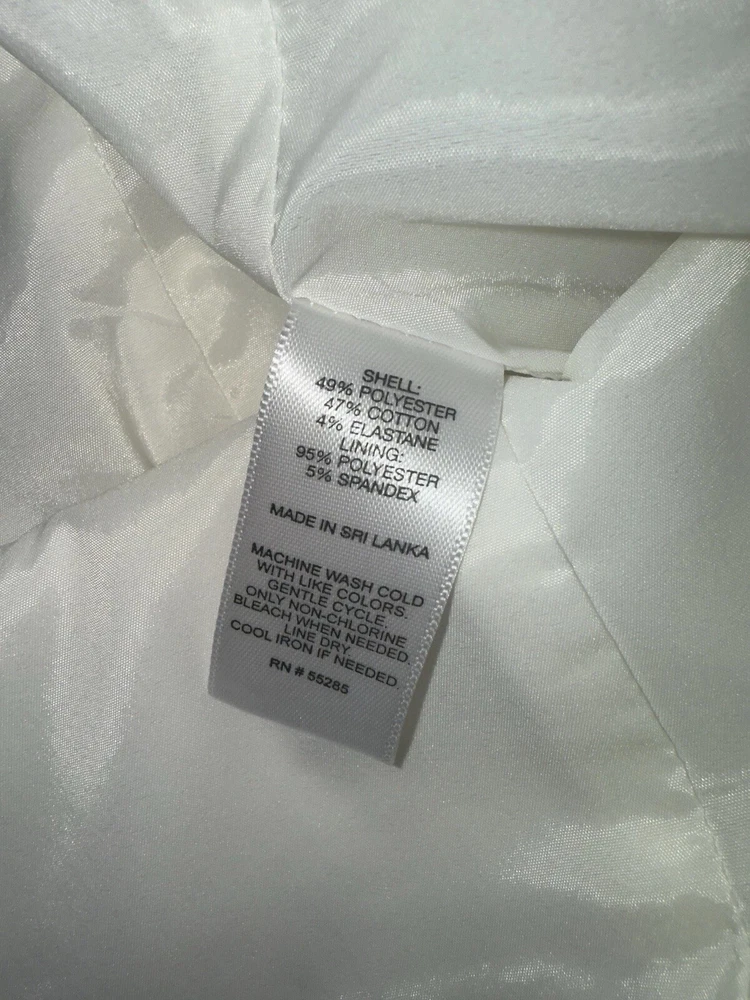 SHELL:
49% POLYESTER
47% COTTON
4% ELASTANE
LINING:
95% POLYESTER
5% SPANDEX
MADE IN SRI LANKA
MACHINE WASH COLD
WITH LIKE COLORS.
GENTLE CYCLE.
ONLY NON-CHLORINE
BLEACH WHEN NEEDED.
LINE DRY.
COOL IRON IF NEEDED.
RN # 55285